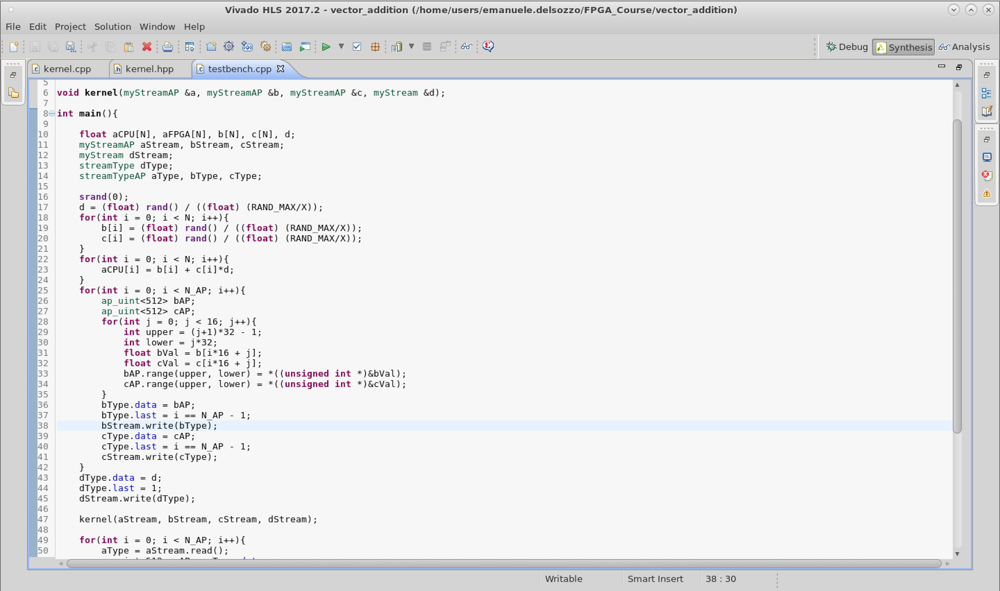 Vivado HLS 2017.2 - vector_addition (/home/users/emanuele.delsozzo/FPGA_Course/vector_addition)
File Edit Project Solution Window Help
Debug Synthesis Analysis
kernel.cpp kernel.hpp testbench.cpp
5
6 void kernel(myStreamAP &a, myStreamAP &b, myStreamAP &c, myStream &d);
7
8 int main(){
9
10     float aCPU[N], aFPGA[N], b[N], c[N], d;
11     myStreamAP aStream, bStream, cStream;
12     myStream dStream;
13     streamType dType;
14     streamTypeAP aType, bType, cType;
15
16     srand(0);
17     d = (float) rand() / ((float) (RAND_MAX/X));
18     for(int i = 0; i < N; i++){
19         b[i] = (float) rand() / ((float) (RAND_MAX/X));
20         c[i] = (float) rand() / ((float) (RAND_MAX/X));
21     }
22     for(int i = 0; i < N; i++){
23         aCPU[i] = b[i] + c[i]*d;
24     }
25     for(int i = 0; i < N_AP; i++){
26         ap_uint<512> bAP;
27         ap_uint<512> cAP;
28         for(int j = 0; j < 16; j++){
29             int upper = (j+1)*32 - 1;
30             int lower = j*32;
31             float bVal = b[i*16 + j];
32             float cVal = c[i*16 + j];
33             bAP.range(upper, lower) = *((unsigned int *)&bVal);
34             cAP.range(upper, lower) = *((unsigned int *)&cVal);
35         }
36         bType.data = bAP;
37         bType.last = i == N_AP - 1;
38         bStream.write(bType);
39         cType.data = cAP;
40         cType.last = i == N_AP - 1;
41         cStream.write(cType);
42     }
43     dType.data = d;
44     dType.last = 1;
45     dStream.write(dType);
46
47     kernel(aStream, bStream, cStream, dStream);
48
49     for(int i = 0; i < N_AP; i++){
50         aType = aStream.read();
Writable Smart Insert 38 : 30